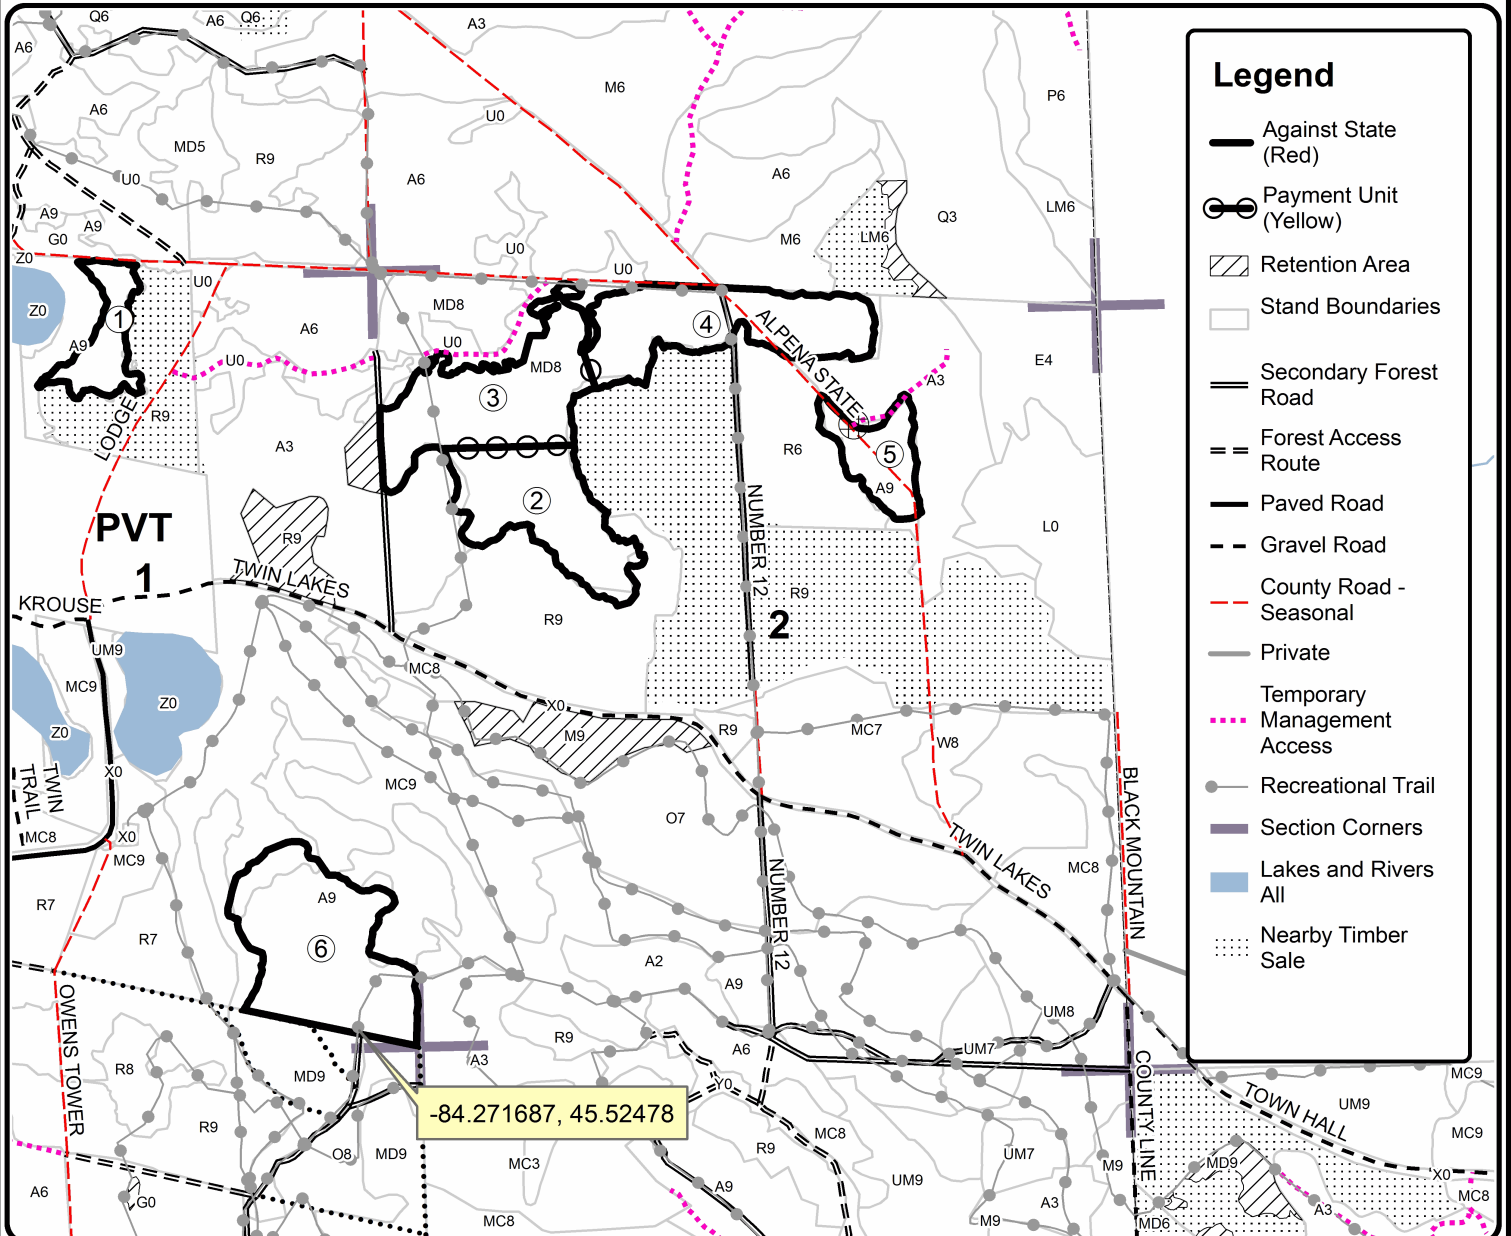 Q6
A6
Q6
A3
A6
M6
P6
A6
U0
MD5
R9
A6
A6
U0
A9
A9
G0
Q3
LM6
M6
LM6
Z0
U0
U0
U0
Z0
1
MD8
4
ALPENA STATE
A6
U0
U0
A9
MD8
E4
3
A3
LODGE
R9
A3
R6
5
A9
2
NUMBER 12
L0
PVT
1
R9
TWIN LAKES
KROUSE
R9
R9
2
UM9
MC8
MC9
Z0
X0
Z0
M9
R9
MC7
W8
X0
TWIN
TRAIL
MC9
BLACK MOUNTAIN
O7
MC8
X0
MC9
TWIN LAKES
MC8
R7
A9
NUMBER 12
R7
6
A2
A9
OWENS TOWER
UM8
R9
A6
UM7
A3
R8
MD9
COUNTY LINE
MC9
Y0
TOWN HALL
UM9
-84.271687, 45.52478
R9
MC8
MC9
R9
O8
MD9
MC3
UM7
M9
MD9
X0
A6
G0
A9
UM9
A3
MC8
A3
MC8
M9
MD6
Legend
Against State
(Red)
Payment Unit
(Yellow)
Retention Area
Stand Boundaries
Secondary Forest
Road
Forest Access
Route
Paved Road
Gravel Road
County Road -
Seasonal
Private
Temporary
Management
Access
Recreational Trail
Section Corners
Lakes and Rivers
All
Nearby Timber
Sale